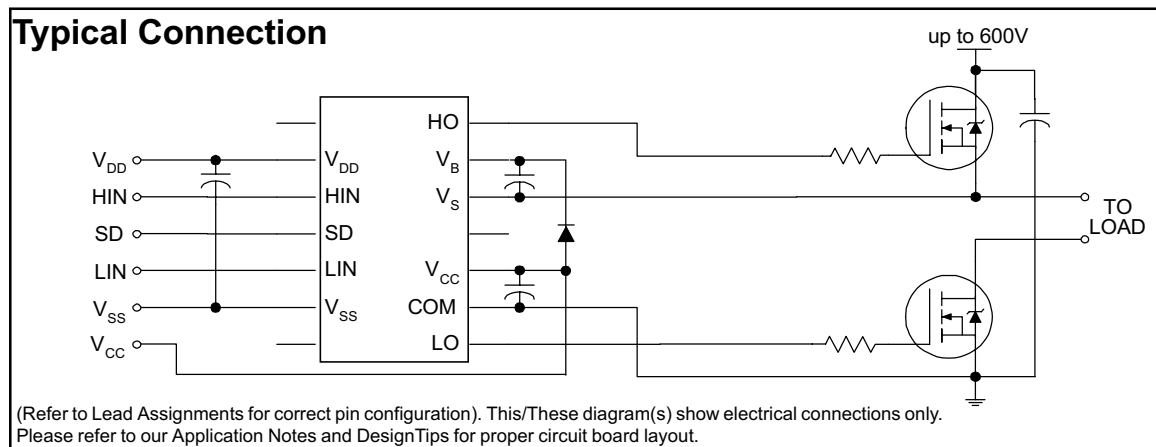 Typical Connection
up to 600V
HO
V_DD
V_DD
V_B
HIN
HIN
V_S
TO
LOAD
SD
SD
LIN
LIN
V_CC
V_SS
V_SS
COM
V_CC
LO
(Refer to Lead Assignments for correct pin configuration). This/These diagram(s) show electrical connections only.
Please refer to our Application Notes and DesignTips for proper circuit board layout.